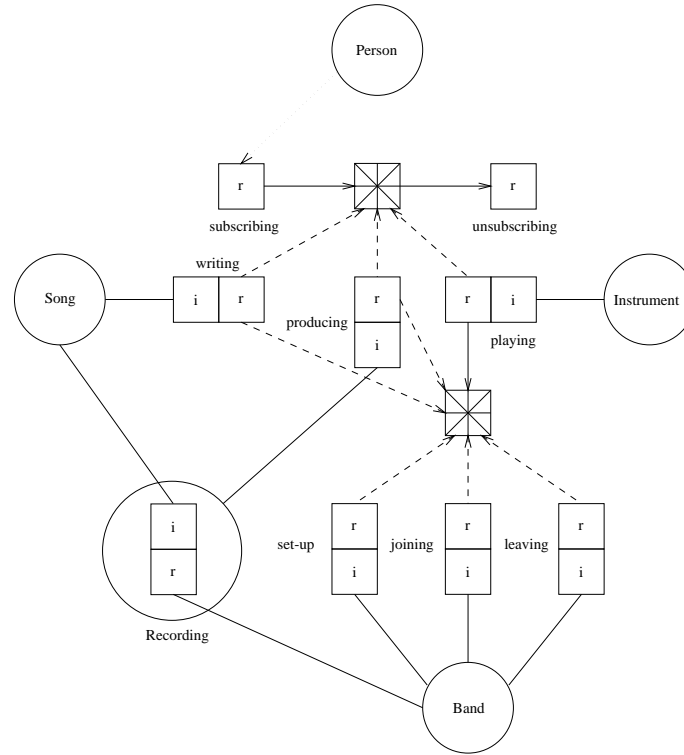 Person
r
r
subscribing
unsubscribing
writing
Song
i
r
r
r
i
Instrument
producing
i
playing
i
r
r
r
set-up
joining
leaving
r
i
i
i
Recording
Band